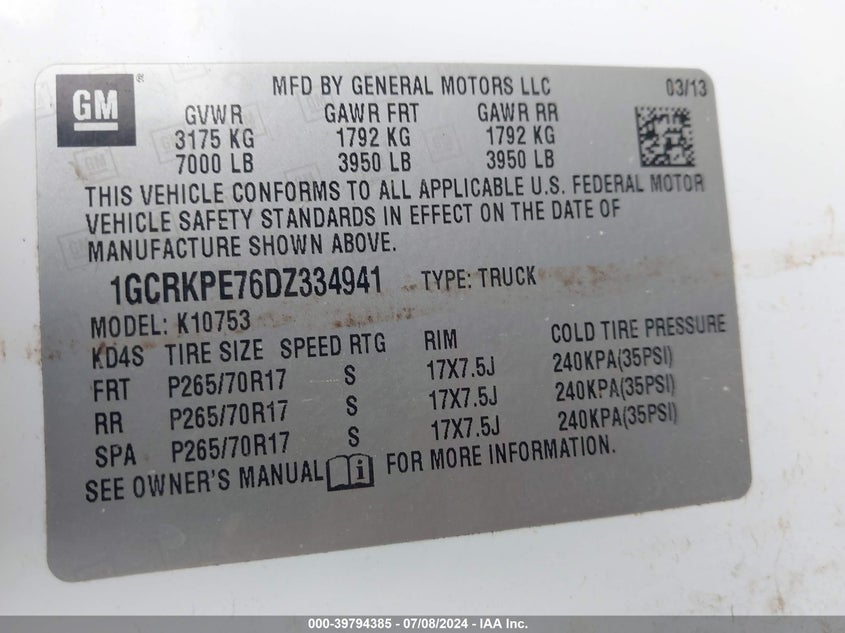 GM ®
MFD BY GENERAL MOTORS LLC 03/13
GVWR GAWR FRT GAWR RR
3175 KG 1792 KG 1792 KG
7000 LB 3950 LB 3950 LB
THIS VEHICLE CONFORMS TO ALL APPLICABLE U.S. FEDERAL MOTOR
VEHICLE SAFETY STANDARDS IN EFFECT ON THE DATE OF
MANUFACTURE SHOWN ABOVE.
1GCRKPE76DZ334941 TYPE: TRUCK
MODEL: K10753
KD4S TIRE SIZE SPEED RTG RIM COLD TIRE PRESSURE
FRT P265/70R17 S 17X7.5J 240KPA(35PSI)
RR P265/70R17 S 17X7.5J 240KPA(35PSI)
SPA P265/70R17 S 17X7.5J 240KPA(35PSI)
SEE OWNER'S MANUAL i FOR MORE INFORMATION.
000-39794385 - 07/08/2024 - IAA Inc.